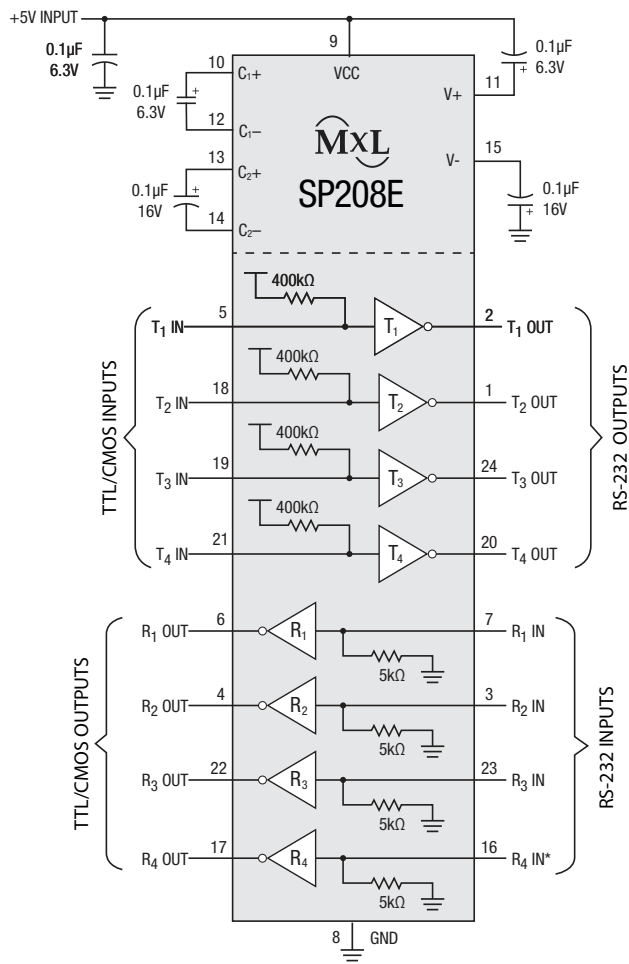 +5V INPUT
9
0.1µF
6.3V
+
0.1µF
6.3V
10
C1+
VCC
V+
11
+
0.1µF
6.3V
12
C1−
MxL
SP208E
13
C2+
V-
15
+
0.1µF
16V
14
C2−
+
0.1µF
16V
TTL/CMOS INPUTS
400kΩ
T1 IN
5
T1
2
T1 OUT
400kΩ
T2 IN
18
T2
1
T2 OUT
400kΩ
T3 IN
19
T3
24
T3 OUT
400kΩ
T4 IN
21
T4
20
T4 OUT
RS-232 OUTPUTS
TTL/CMOS OUTPUTS
R1 OUT
6
R1
7
R1 IN
5kΩ
R2 OUT
4
R2
3
R2 IN
5kΩ
R3 OUT
22
R3
23
R3 IN
5kΩ
R4 OUT
17
R4
16
R4 IN*
5kΩ
RS-232 INPUTS
8
GND